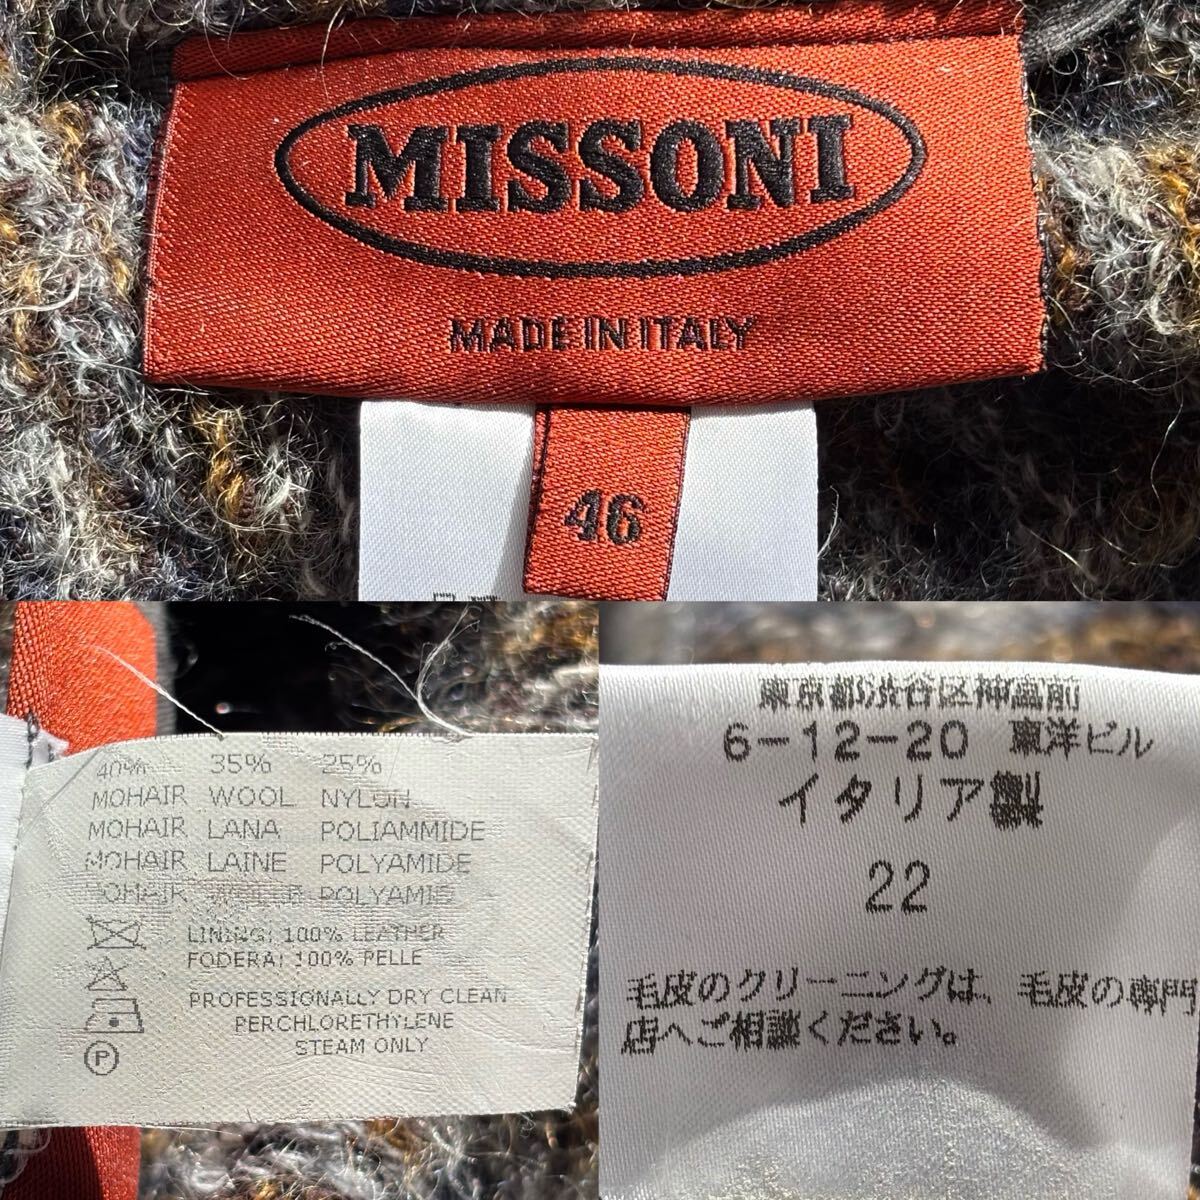 MISSONI
MADE IN ITALY
46
40% 35% 25%
MOHAIR WOOL NYLON
MOHAIR LANA POLIAMMIDE
MOHAIR LAINE POLYAMIDE
MOHAIR WOLLE POLYAMID
LINING: 100% LEATHER
FODERA: 100% PELLE
PROFESSIONALLY DRY CLEAN
PERCHLORETHYLENE
STEAM ONLY
P
東京都渋谷区神宮前
6-12-20 東洋ビル
イタリア製
22
毛皮のクリーニングは、毛皮の専門
店へご相談ください。